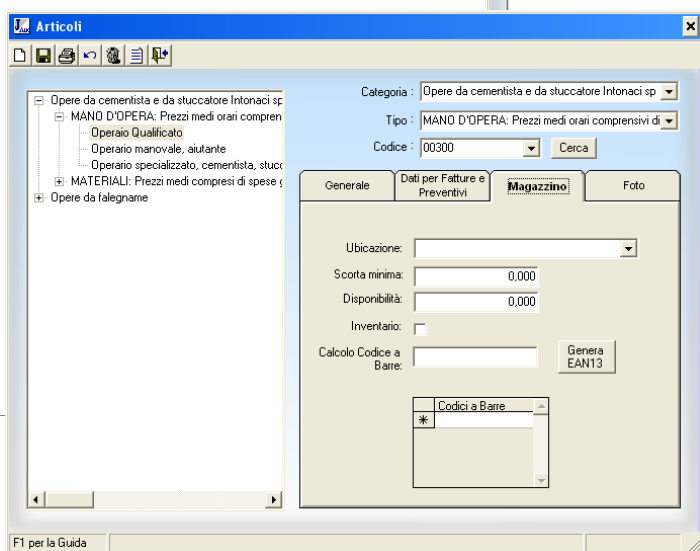 Articoli
Opere da cementista e da stuccatore Intonaci sp
MANO D'OPERA: Prezzi medi orari compren
Operaio Qualificato
Operario manovale, aiutante
Operario specializzato, cementista, stucc
MATERIALI: Prezzi medi compresi di spese g
Opere da falegname
Categoria : Opere da cementista e da stuccatore Intonaci sp
Tipo : MANO D'OPERA: Prezzi medi orari comprensivi di
Codice : 00300 Cerca
Generale Dati per Fatture e Preventivi Magazzino Foto
Ubicazione:
Scorta minima: 0,000
Disponibilità: 0,000
Inventario:
Calcolo Codice a Barre: Genera EAN13
Codici a Barre
F1 per la Guida